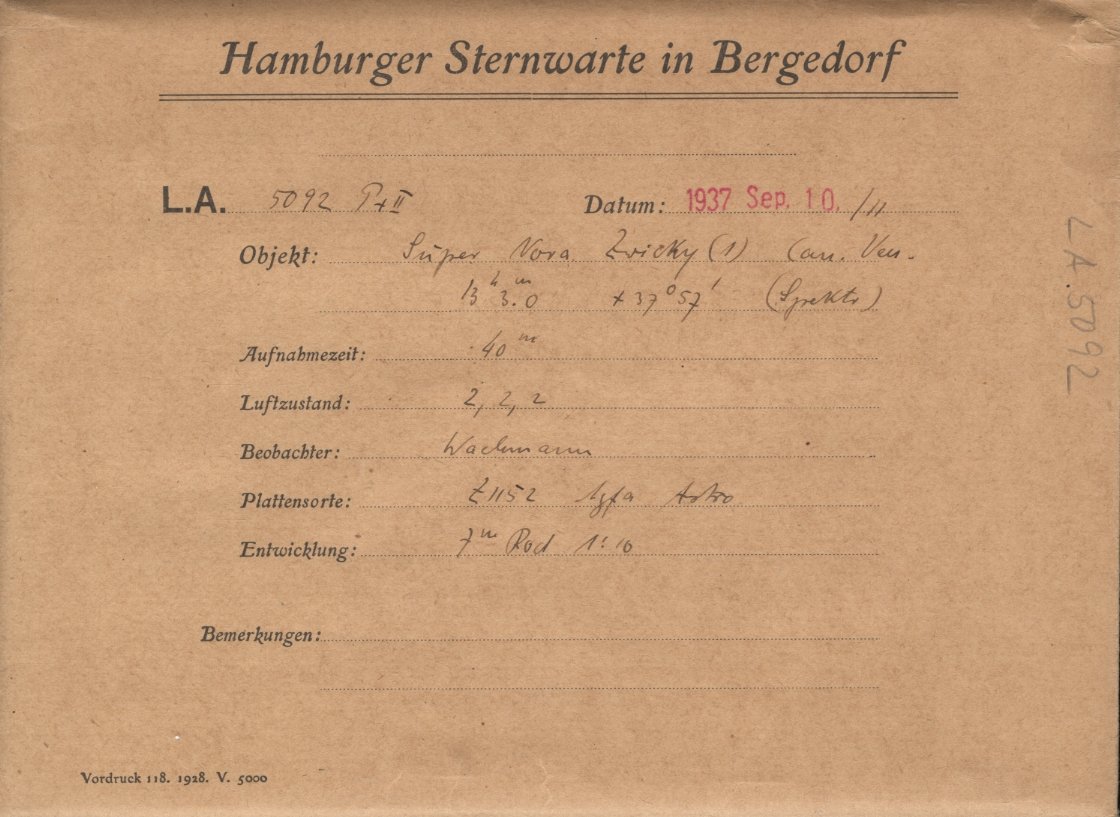 Hamburger Sternwarte in Bergedorf
L.A. 5092 P+II Datum: 1937 Sep. 10./11
Objekt: Super Nova Zwicky (1) Can. Ven.
13ʰ 3.ᵐ0 +37°57' (Spektr)
Aufnahmezeit: 40ᵐ
Luftzustand: 2, 2, 2
Beobachter: Wachmann
Plattensorte: Z1152 Agfa Astro
Entwicklung: 7ᵐ Rod 1:10
Bemerkungen:
Vordruck 118. 1928. V. 5000
LA.5092